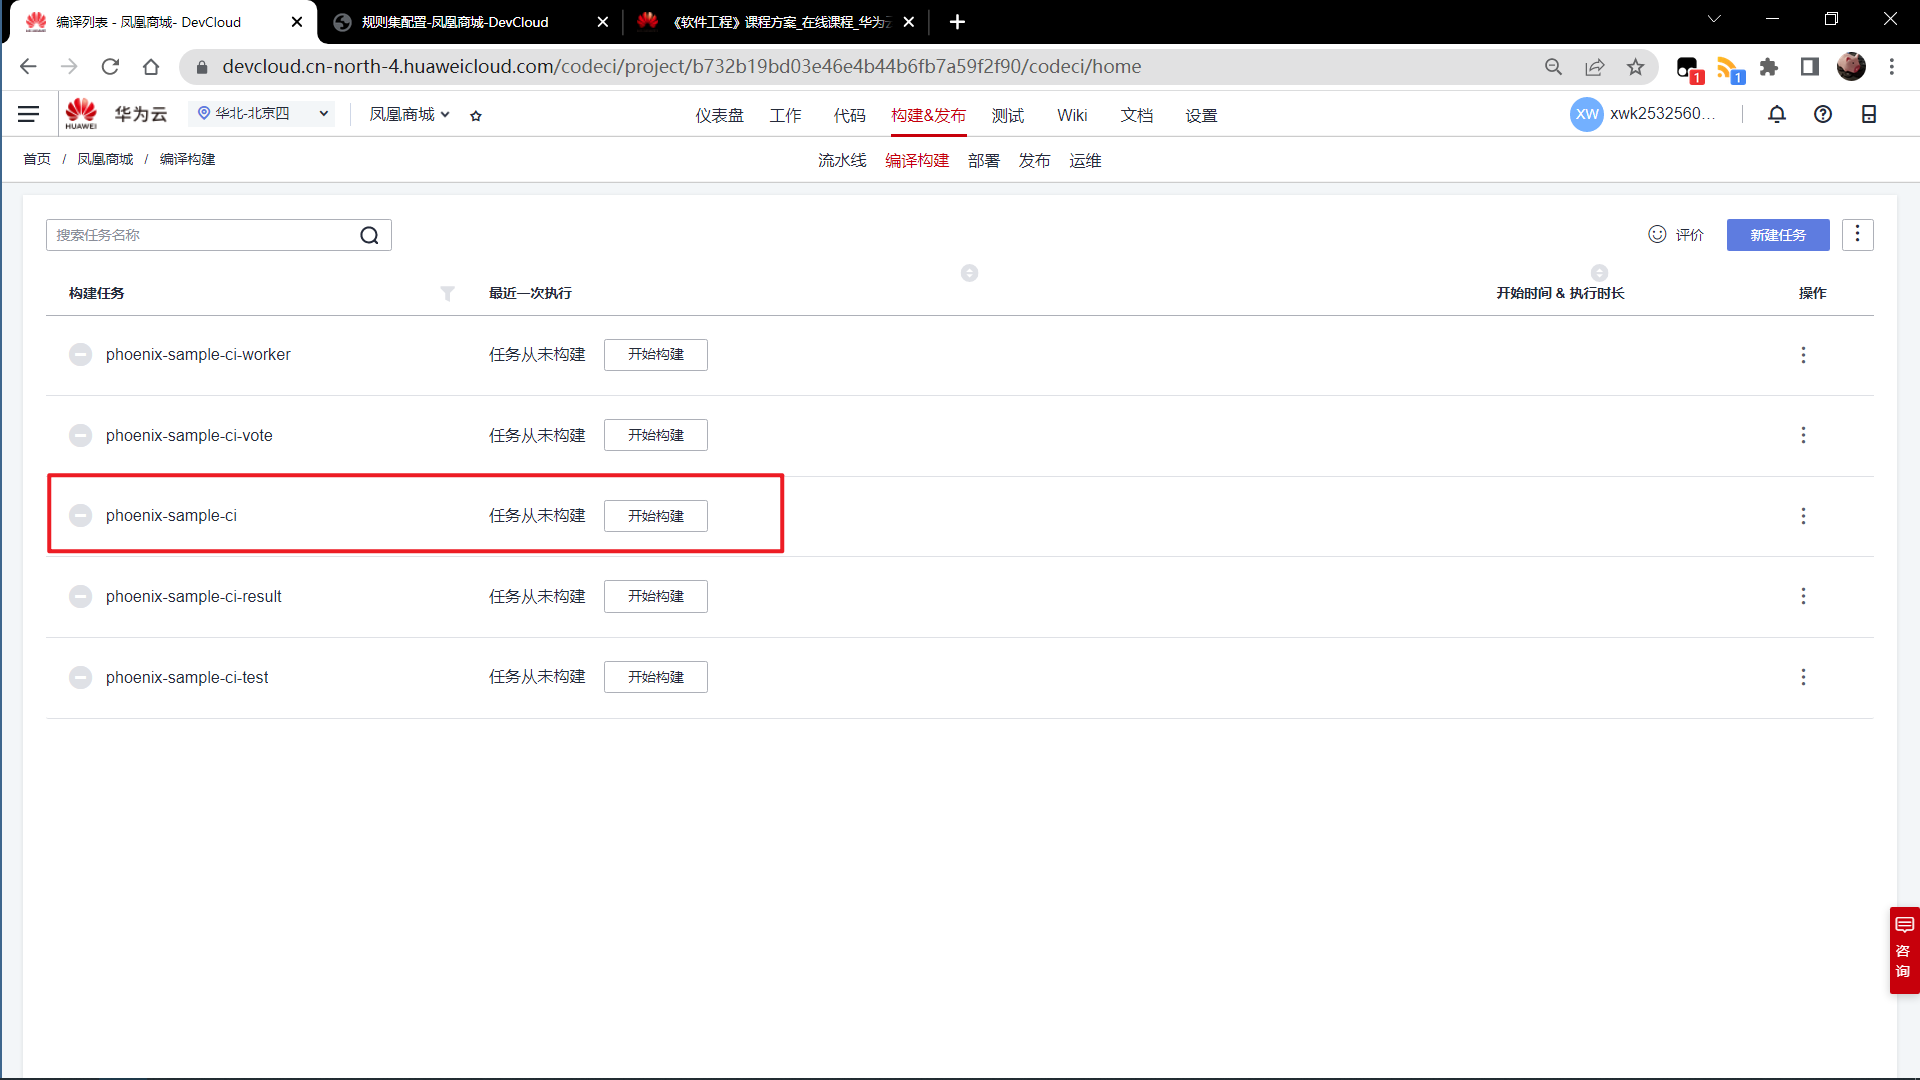 编译列表 - 凤凰商城- DevCloud
规则集配置-凤凰商城-DevCloud
《软件工程》课程方案_在线课程_华为云
devcloud.cn-north-4.huaweicloud.com/codeci/project/b732b19bd03e46e4b44b6fb7a59f2f90/codeci/home
1
1
HUAWEI
华为云
华北-北京四
凤凰商城
仪表盘 工作 代码 构建&发布 测试 Wiki 文档 设置
XW xwk2532560...
首页 / 凤凰商城 / 编译构建
流水线 编译构建 部署 发布 运维
搜索任务名称
评价
新建任务
构建任务 最近一次执行 开始时间 & 执行时长 操作
phoenix-sample-ci-worker 任务从未构建 开始构建
phoenix-sample-ci-vote 任务从未构建 开始构建
phoenix-sample-ci 任务从未构建 开始构建
phoenix-sample-ci-result 任务从未构建 开始构建
phoenix-sample-ci-test 任务从未构建 开始构建
咨
询